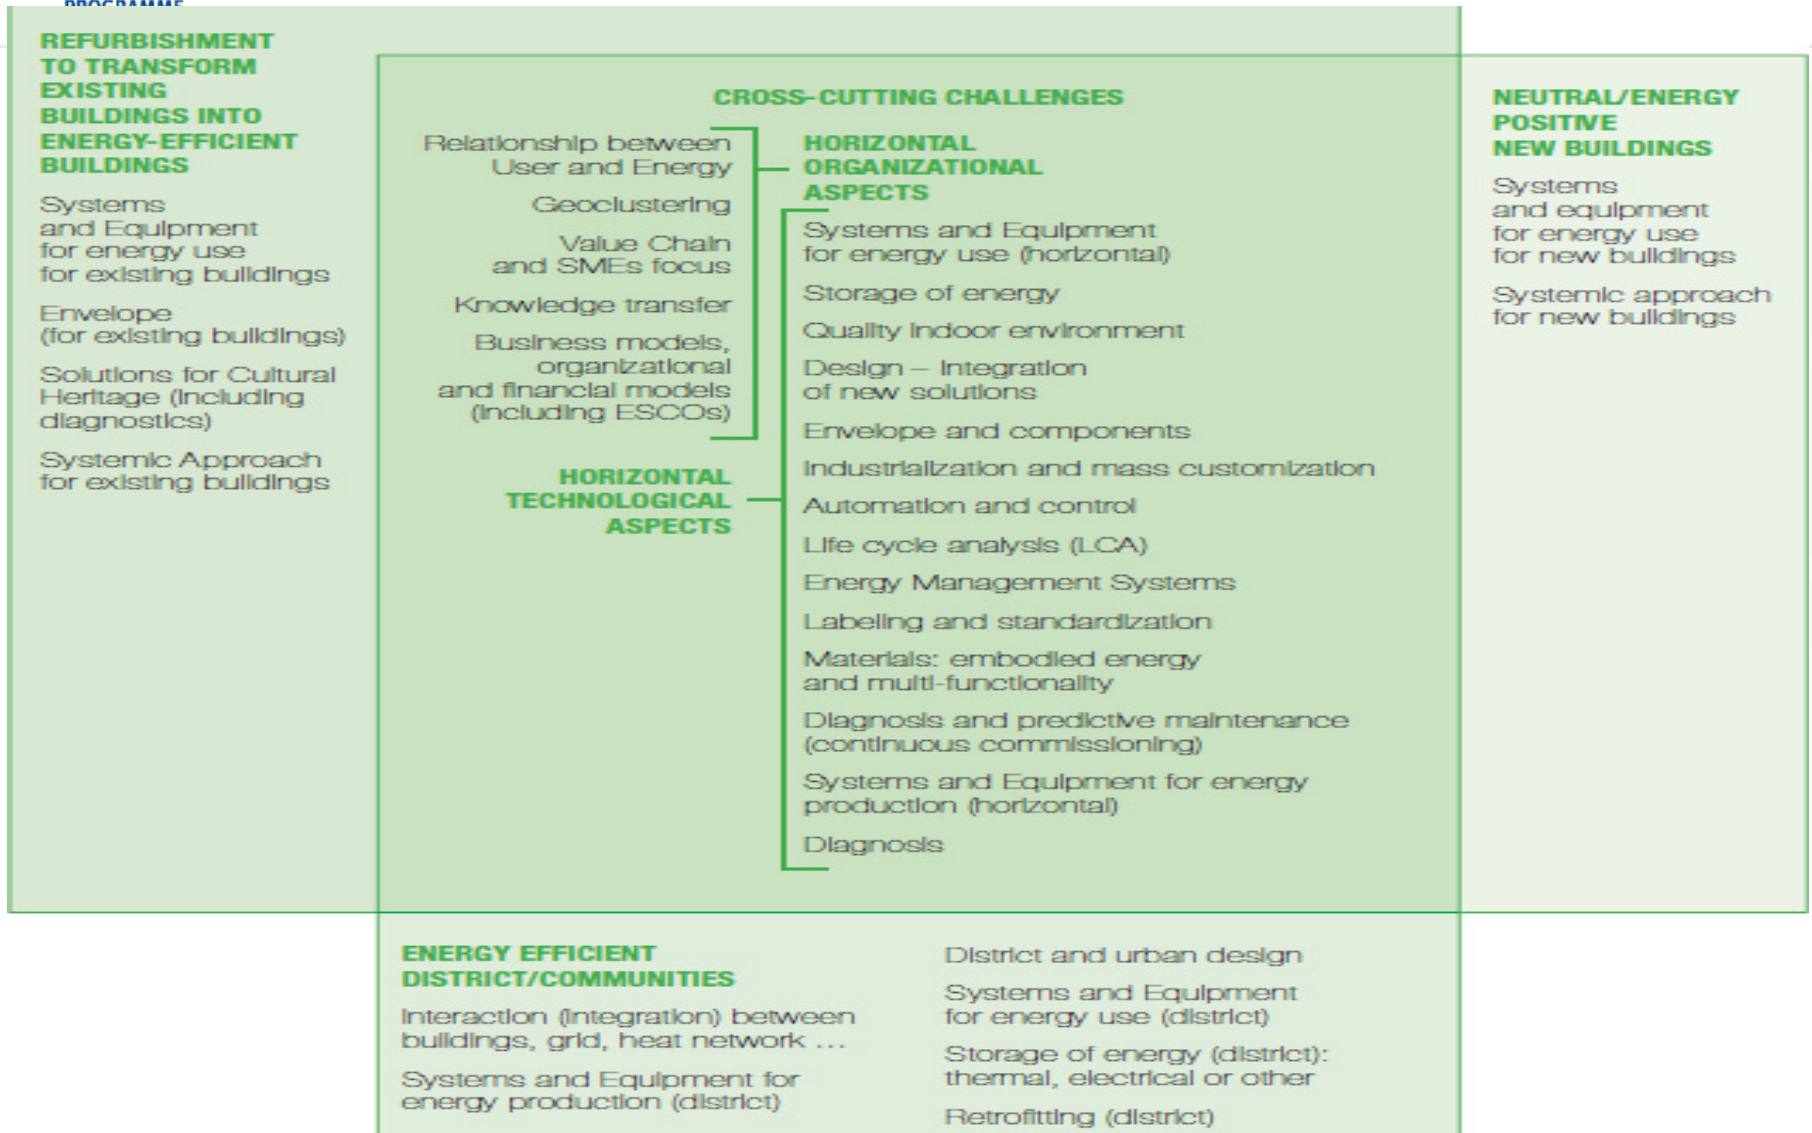 PROGRAMME
REFURBISHMENT
TO TRANSFORM
EXISTING
BUILDINGS INTO
ENERGY-EFFICIENT
BUILDINGS
Systems
and Equipment
for energy use
for existing buildings
Envelope
(for existing buildings)
Solutions for Cultural
Heritage (including
diagnostics)
Systemic Approach
for existing buildings
CROSS-CUTTING CHALLENGES
Relationship between
User and Energy
Geoclustering
Value Chain
and SMEs focus
Knowledge transfer
Business models,
organizational
and financial models
(including ESCOs)
HORIZONTAL
ORGANIZATIONAL
ASPECTS
HORIZONTAL
TECHNOLOGICAL
ASPECTS
Systems and Equipment
for energy use (horizontal)
Storage of energy
Quality indoor environment
Design – Integration
of new solutions
Envelope and components
Industrialization and mass customization
Automation and control
Life cycle analysis (LCA)
Energy Management Systems
Labeling and standardization
Materials: embodied energy
and multi-functionality
Diagnosis and predictive maintenance
(continuous commissioning)
Systems and Equipment for energy
production (horizontal)
Diagnosis
NEUTRAL/ENERGY
POSITIVE
NEW BUILDINGS
Systems
and equipment
for energy use
for new buildings
Systemic approach
for new buildings
ENERGY EFFICIENT
DISTRICT/COMMUNITIES
Interaction (integration) between
buildings, grid, heat network ...
Systems and Equipment for
energy production (district)
District and urban design
Systems and Equipment
for energy use (district)
Storage of energy (district):
thermal, electrical or other
Retrofitting (district)